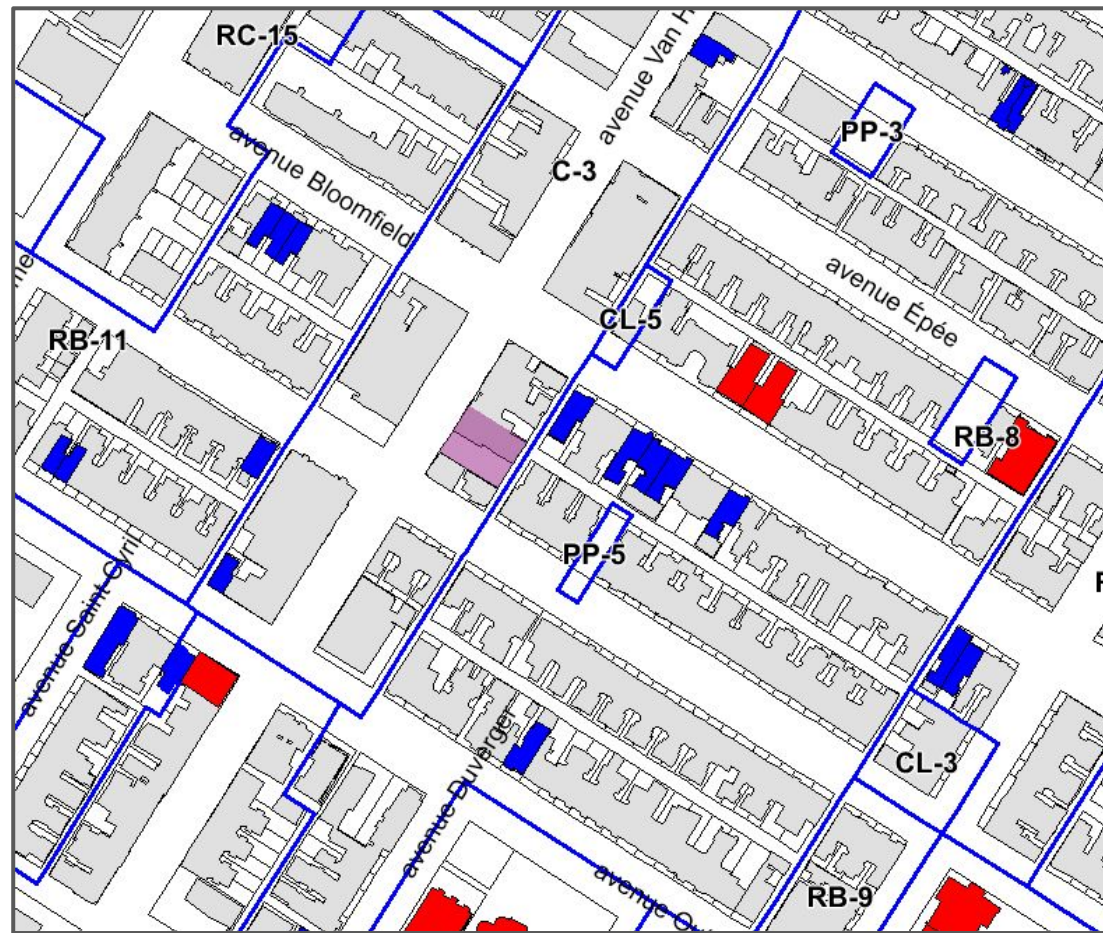 RC-15
avenue Van H
PP-3
avenue Bloomfield
C-3
avenue Épée
CL-5
RB-11
RB-8
PP-5
avenue Saint-Cyril
CL-3
avenue Duverger
RB-9